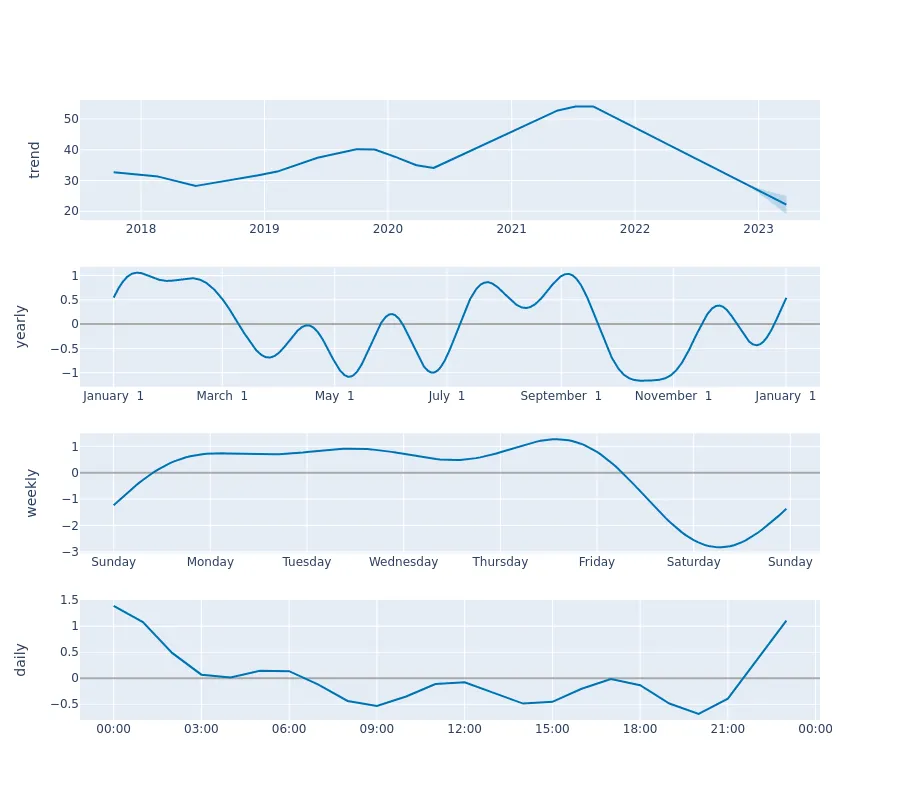 trend
50
40
30
20
2018 2019 2020 2021 2022 2023
yearly
1
0.5
0
−0.5
−1
January 1 March 1 May 1 July 1 September 1 November 1 January 1
weekly
1
0
−1
−2
−3
Sunday Monday Tuesday Wednesday Thursday Friday Saturday Sunday
daily
1.5
1
0.5
0
−0.5
00:00 03:00 06:00 09:00 12:00 15:00 18:00 21:00 00:00